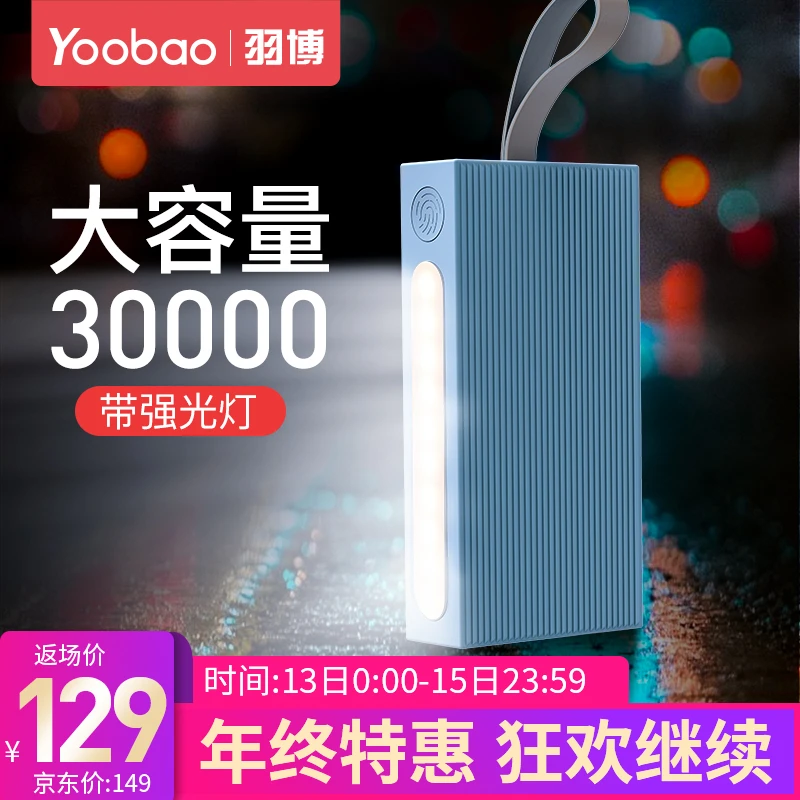 Yoobao | 羽博
大容量
30000
带强光灯
返场价
¥129
京东价:149
时间:13日0:00-15日23:59
年终特惠 狂欢继续